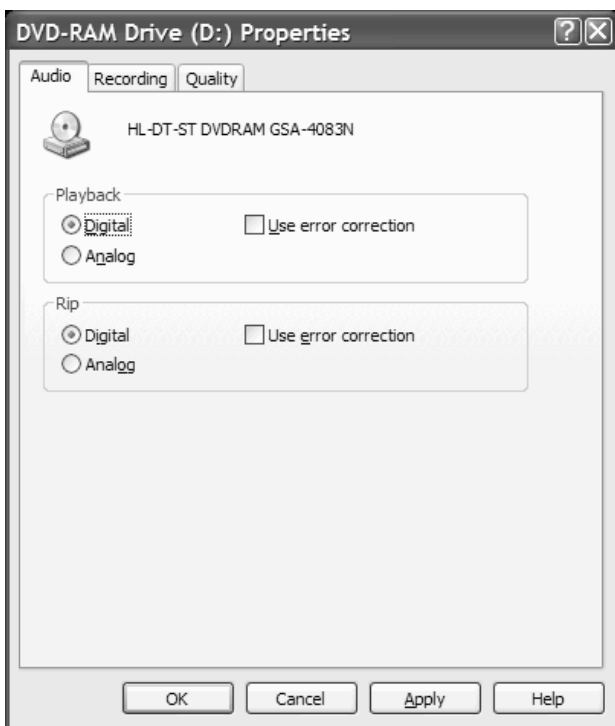 DVD-RAM Drive (D:) Properties
Audio Recording Quality
HL-DT-ST DVDRAM GSA-4083N
Playback
Digital Use error correction
Analog
Rip
Digital Use error correction
Analog
OK Cancel Apply Help